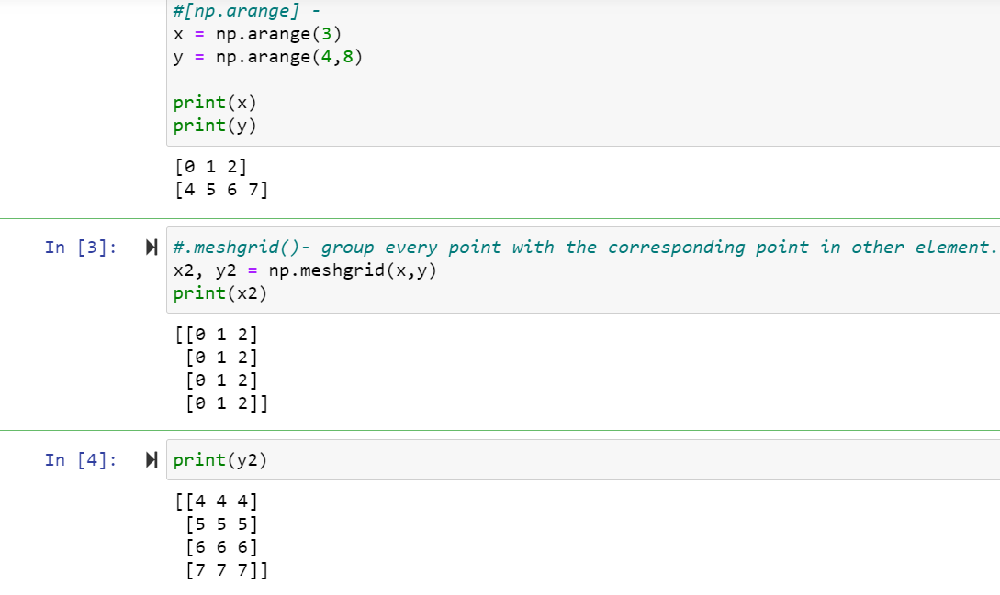 #[np.arange] -
x = np.arange(3)
y = np.arange(4,8)
print(x)
print(y)
[0 1 2]
[4 5 6 7]
In [3]:
#.meshgrid()- group every point with the corresponding point in other element.
x2, y2 = np.meshgrid(x,y)
print(x2)
[[0 1 2]
 [0 1 2]
 [0 1 2]
 [0 1 2]]
In [4]:
print(y2)
[[4 4 4]
 [5 5 5]
 [6 6 6]
 [7 7 7]]